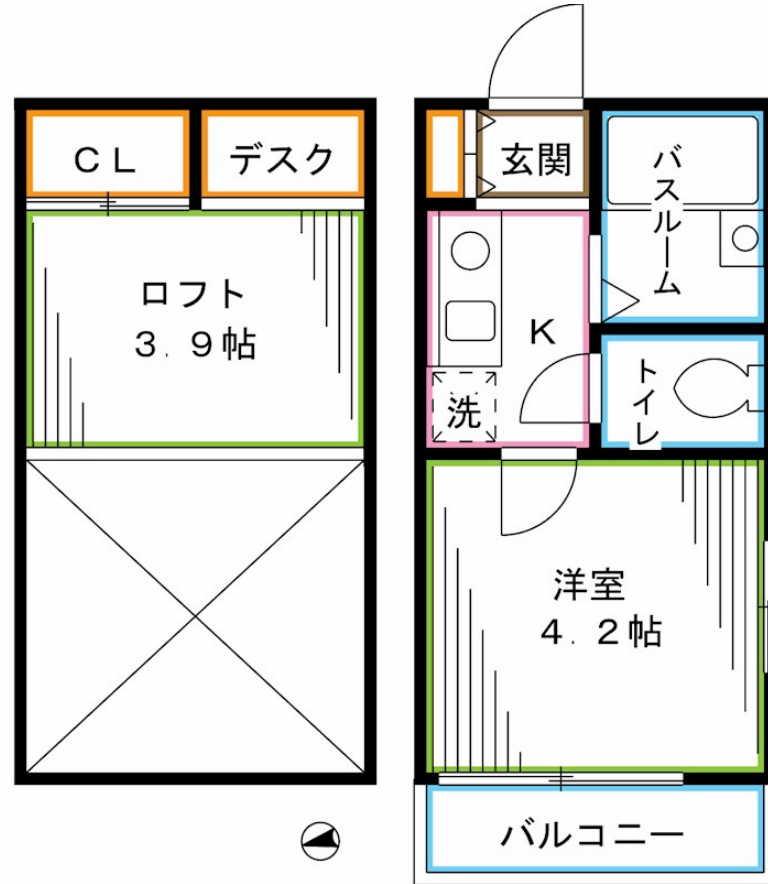 ＣＬ
デスク
ロフト
３．９帖
玄関
バスルーム
Ｋ
洗
トイレ
洋室
４．２帖
バルコニー